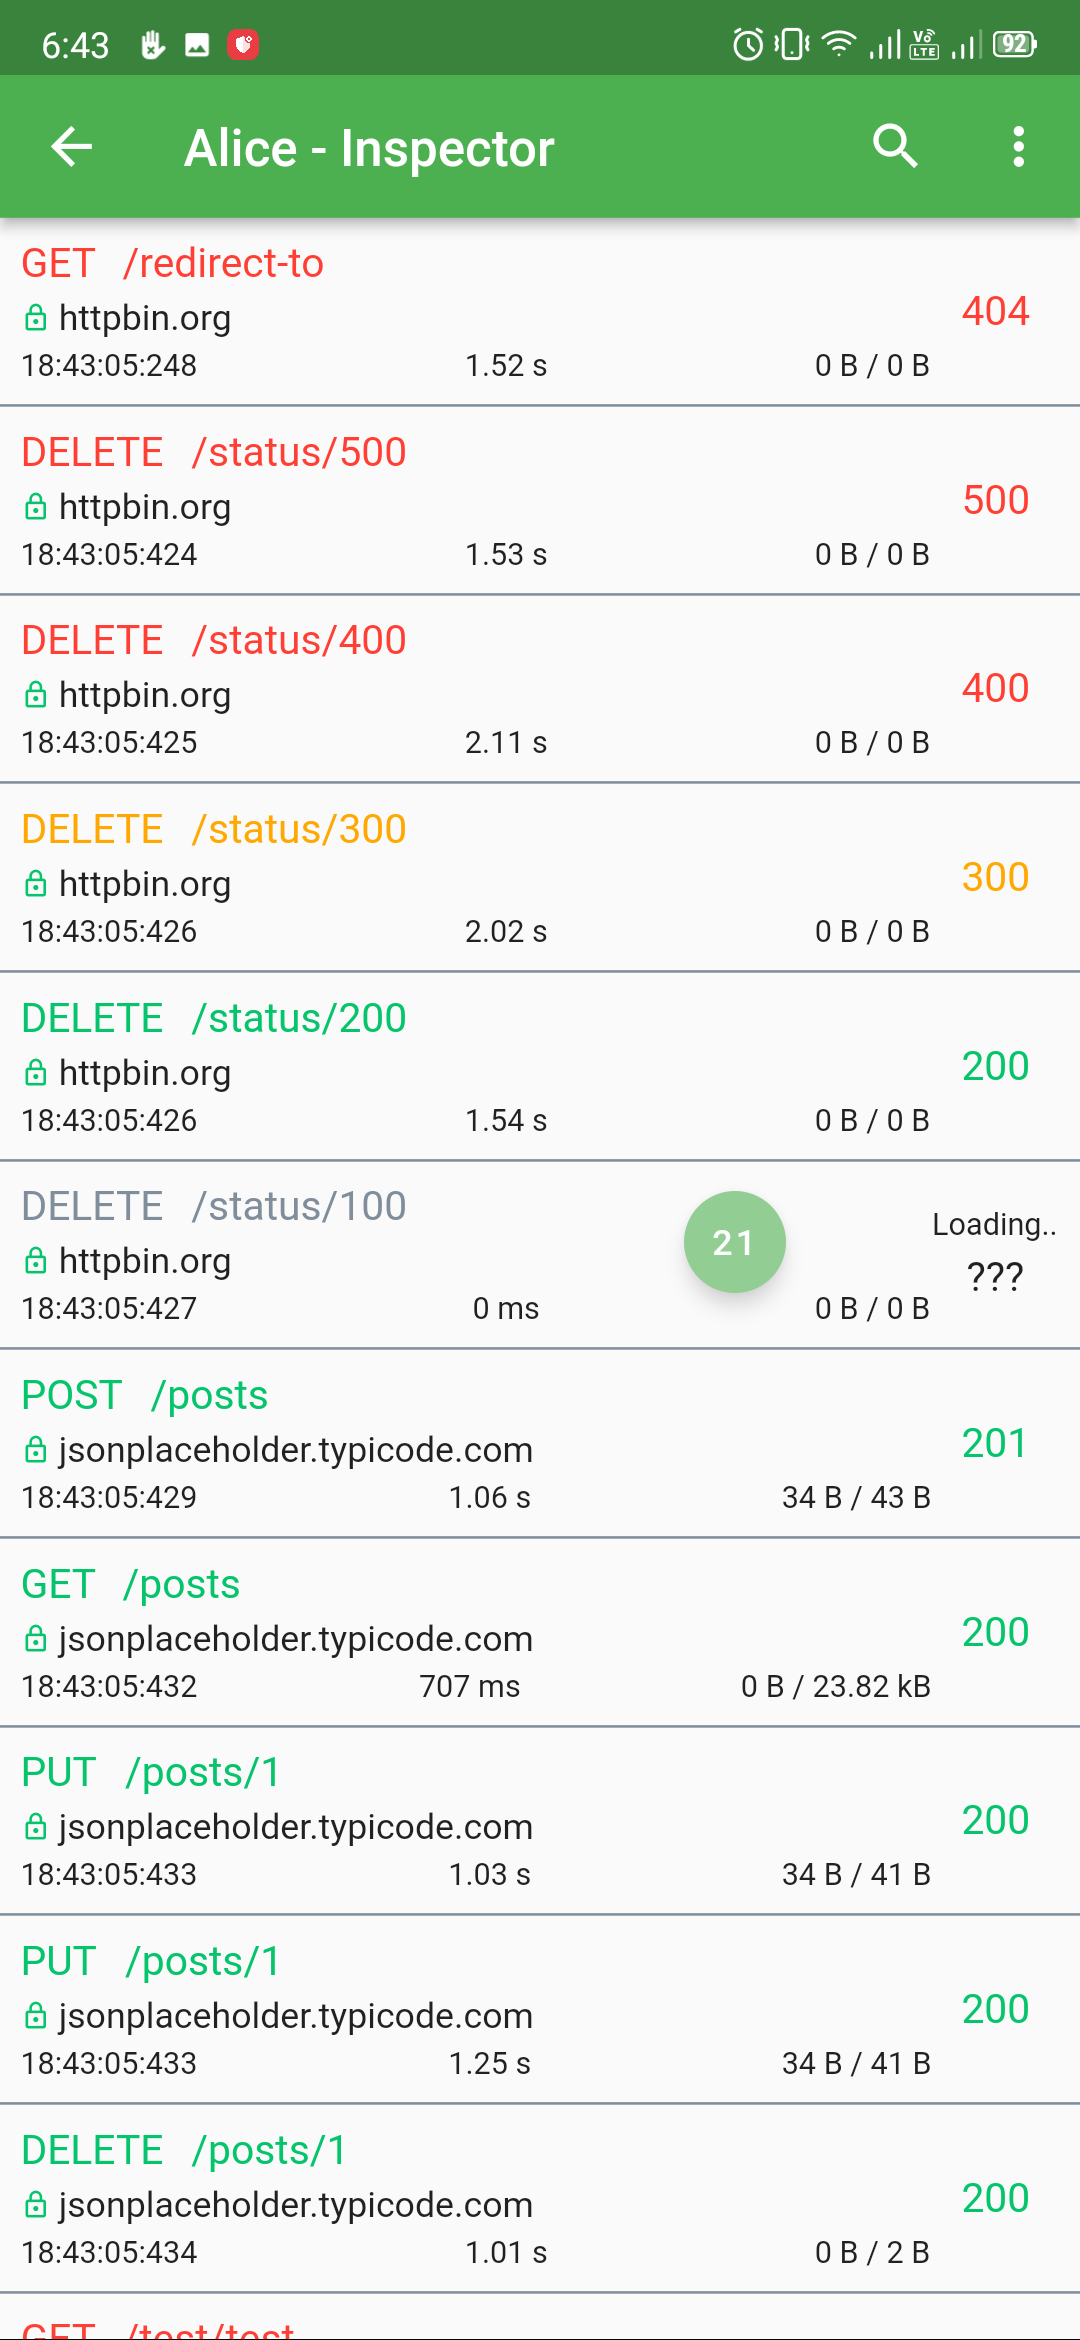 6:43 Vo LTE 92
Alice - Inspector
GET /redirect-to
httpbin.org
404
18:43:05:248 1.52 s 0 B / 0 B
DELETE /status/500
httpbin.org
500
18:43:05:424 1.53 s 0 B / 0 B
DELETE /status/400
httpbin.org
400
18:43:05:425 2.11 s 0 B / 0 B
DELETE /status/300
httpbin.org
300
18:43:05:426 2.02 s 0 B / 0 B
DELETE /status/200
httpbin.org
200
18:43:05:426 1.54 s 0 B / 0 B
DELETE /status/100
Loading..
httpbin.org
21
???
18:43:05:427 0 ms 0 B / 0 B
POST /posts
jsonplaceholder.typicode.com
201
18:43:05:429 1.06 s 34 B / 43 B
GET /posts
jsonplaceholder.typicode.com
200
18:43:05:432 707 ms 0 B / 23.82 kB
PUT /posts/1
jsonplaceholder.typicode.com
200
18:43:05:433 1.03 s 34 B / 41 B
PUT /posts/1
jsonplaceholder.typicode.com
200
18:43:05:433 1.25 s 34 B / 41 B
DELETE /posts/1
jsonplaceholder.typicode.com
200
18:43:05:434 1.01 s 0 B / 2 B
GET /test/test